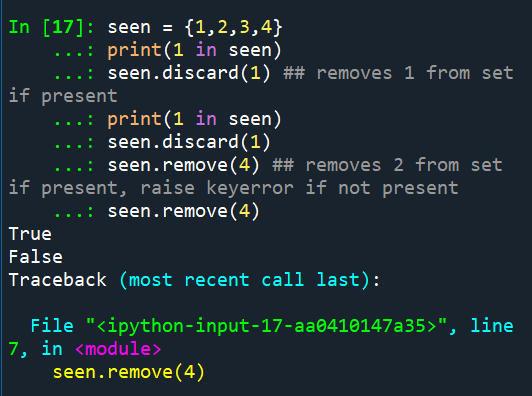 In [17]: seen = {1,2,3,4}
    ...: print(1 in seen)
    ...: seen.discard(1) ## removes 1 from set
if present
    ...: print(1 in seen)
    ...: seen.discard(1)
    ...: seen.remove(4) ## removes 2 from set
if present, raise keyerror if not present
    ...: seen.remove(4)
True
False
Traceback (most recent call last):

  File "<ipython-input-17-aa0410147a35>", line
7, in <module>
    seen.remove(4)